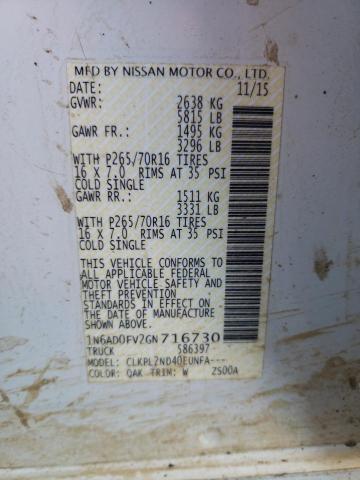 MFD BY NISSAN MOTOR CO., LTD.
DATE: 11/15
GVWR: 2638 KG
5815 LB
GAWR FR.: 1495 KG
3296 LB
WITH P265/70R16 TIRES
16 X 7.0 RIMS AT 35 PSI
COLD SINGLE
GAWR RR.: 1511 KG
3331 LB
WITH P265/70R16 TIRES
16 X 7.0 RIMS AT 35 PSI
COLD SINGLE
THIS VEHICLE CONFORMS TO
ALL APPLICABLE FEDERAL
MOTOR VEHICLE SAFETY AND
THEFT PREVENTION
STANDARDS IN EFFECT ON
THE DATE OF MANUFACTURE
SHOWN ABOVE.
1N6AD0FV2GN716730
TRUCK 586397
MODEL: CLKPL2ND40EUNFA----
COLOR: QAK TRIM: W ZS00A